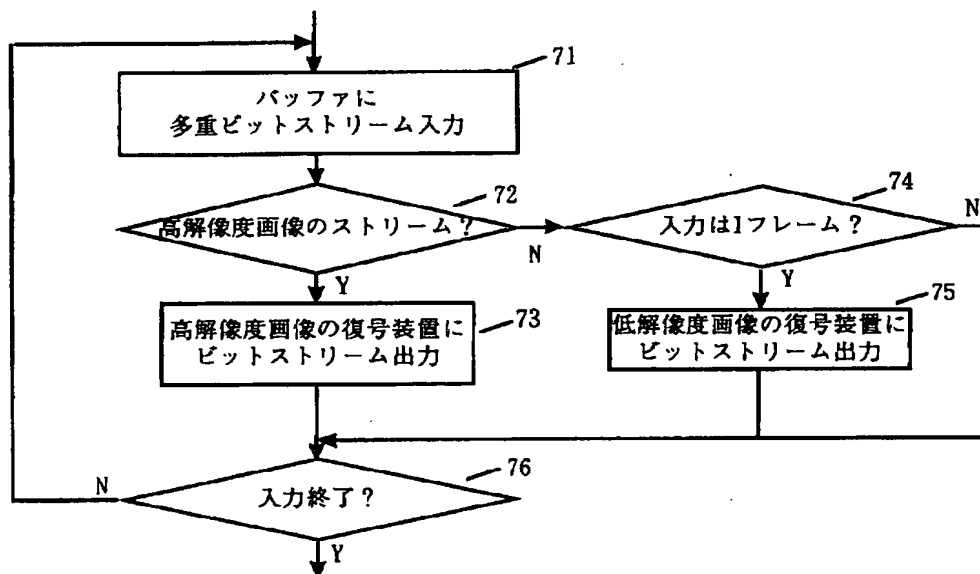 71
バッファに
多重ビットストリーム入力
72
高解像度画像のストリーム?
N
Y
74
入力はIフレーム?
N
Y
73
高解像度画像の復号装置に
ビットストリーム出力
75
低解像度画像の復号装置に
ビットストリーム出力
76
入力終了?
N
Y